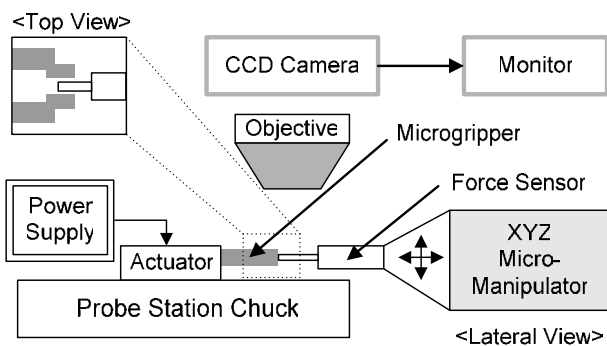 <Top View>
CCD Camera
Monitor
Objective
Microgripper
Force Sensor
Power
Supply
Actuator
XYZ
Micro-
Manipulator
Probe Station Chuck
<Lateral View>